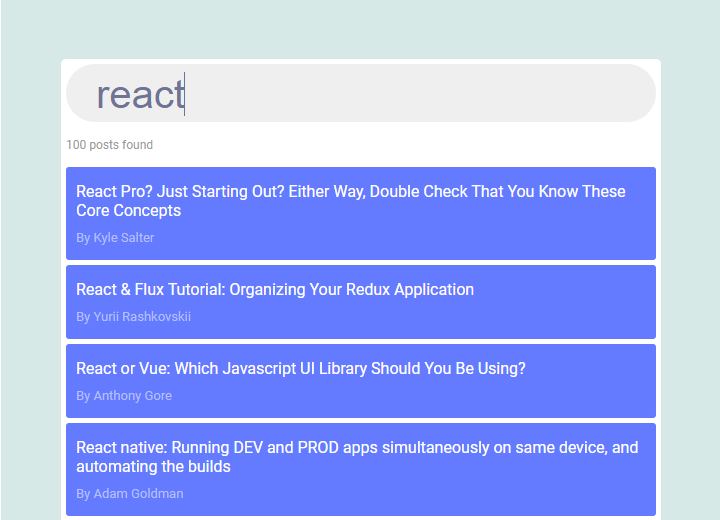 react
100 posts found
React Pro? Just Starting Out? Either Way, Double Check That You Know These
Core Concepts
By Kyle Salter
React & Flux Tutorial: Organizing Your Redux Application
By Yurii Rashkovskii
React or Vue: Which Javascript UI Library Should You Be Using?
By Anthony Gore
React native: Running DEV and PROD apps simultaneously on same device, and
automating the builds
By Adam Goldman